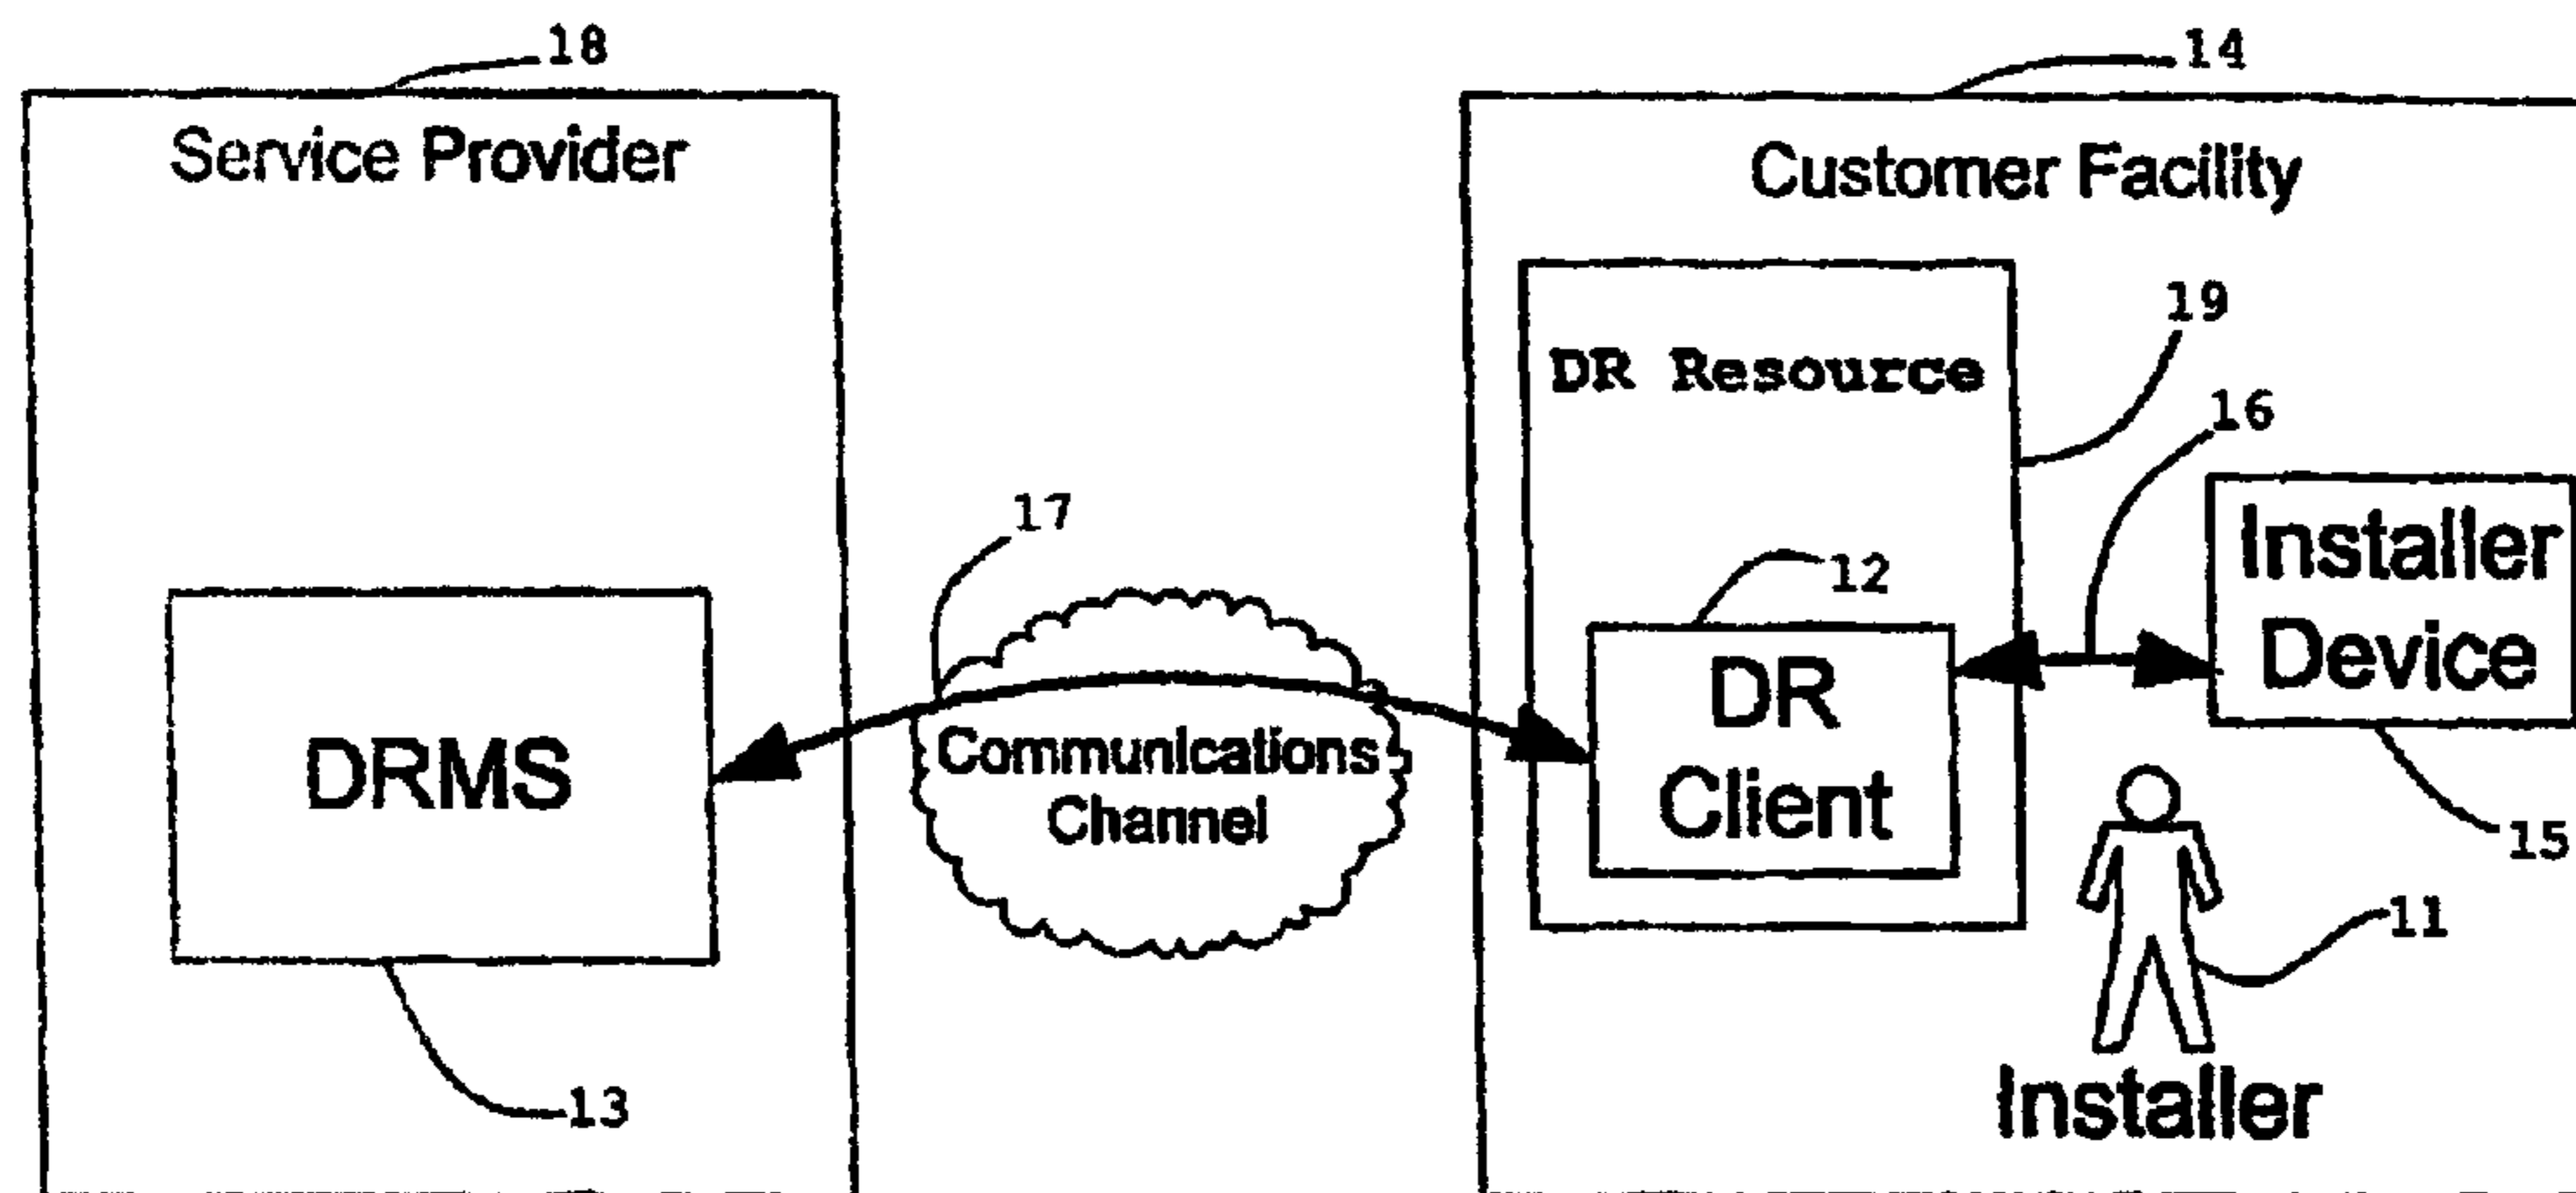 18
14
Service Provider
Customer Facility
19
DR Resource
16
17
Installer
Device
12
DR
Client
Communications
Channel
DRMS
15
11
13
Installer